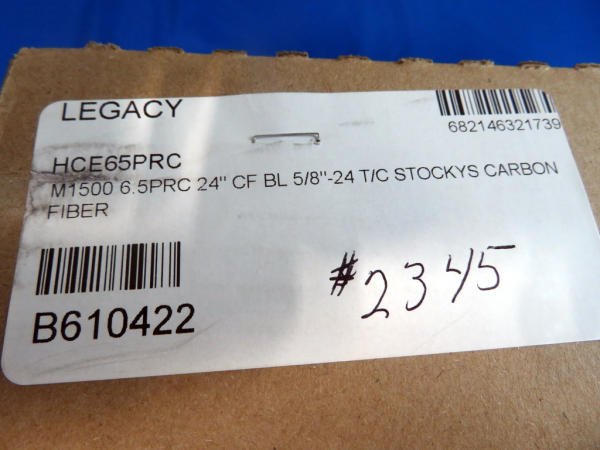 LEGACY
682146321739
HCE65PRC
M1500 6.5PRC 24" CF BL 5/8"-24 T/C STOCKYS CARBON
FIBER
B610422
#2345